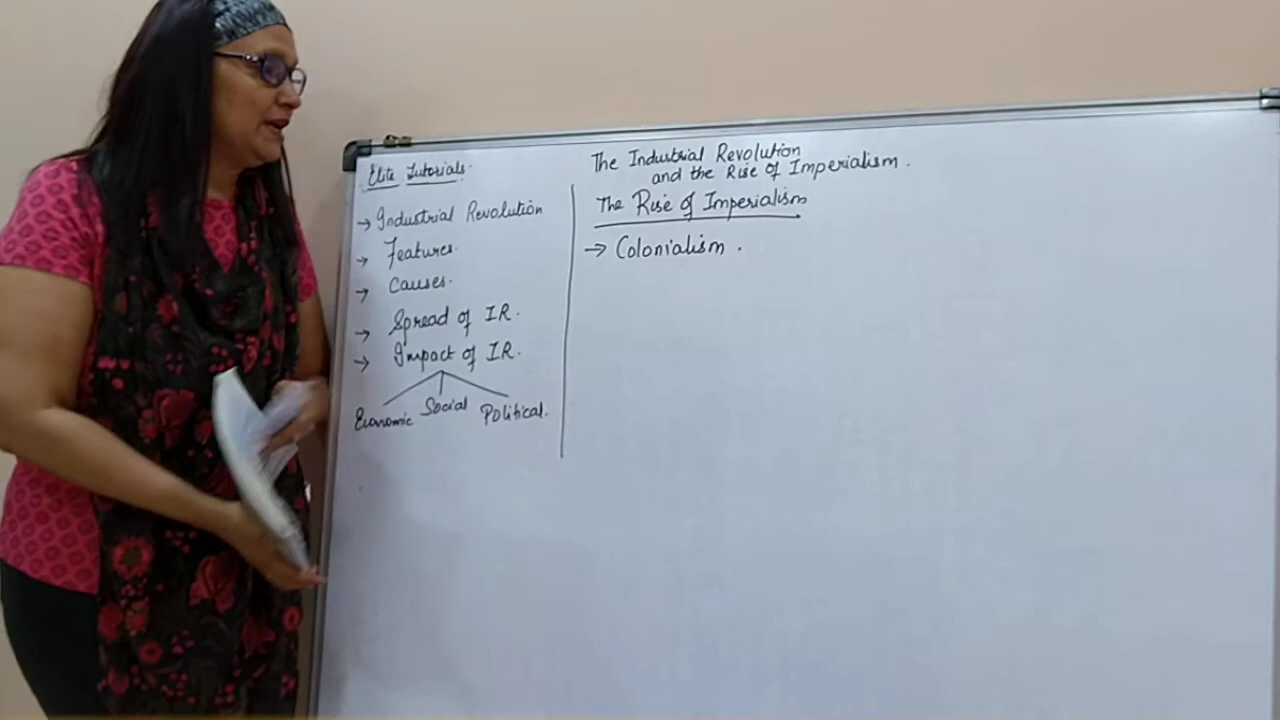 Elite Tutorials.
→ Industrial Revolution
→ Features.
→ Causes.
→ Spread of IR.
→ Impact of IR.
Economic Social Political.
The Industrial Revolution
and the Rise of Imperialism.
The Rise of Imperialism
→ Colonialism.